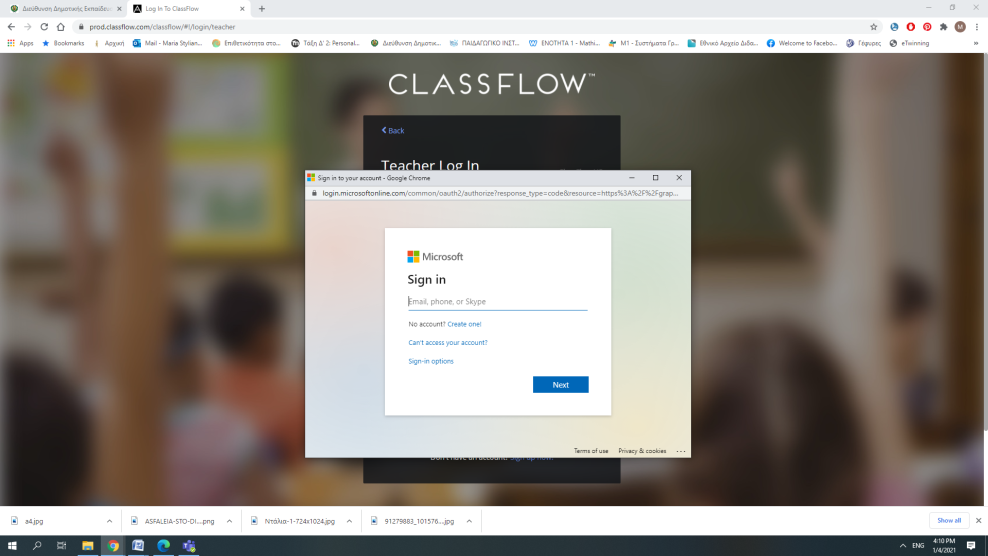 Διεύθυνση Δημοτικής Εκπαίδευσ
Log In To ClassFlow
prod.classflow.com/classflow/#!/login/teacher
Apps
Bookmarks
Αρχική
Mail - Maria Stylian...
Επιθετικότητα στο...
Τάξη Δ' 2: Personal...
Διεύθυνση Δημοτικ...
ΠΑΙΔΑΓΩΓΙΚΟ ΙΝΣΤ...
ΕΝΟΤΗΤΑ 1 - Mathi...
M1 - Συστήματα Γρ...
Εθνικό Αρχείο Διδα...
Welcome to Facebo...
Γέφυρες
eTwinning
CLASSFLOW™
Back
Teacher Log In
Sign in to your account - Google Chrome
login.microsoftonline.com/common/oauth2/authorize?response_type=code&resource=https%3A%2F%2Fgrap...
Microsoft
Sign in
Email, phone, or Skype
No account? Create one!
Can't access your account?
Sign-in options
Next
Terms of use Privacy & cookies ...
Don't have an account? Sign up now!
a4.jpg
ASFALEIA-STO-DI....png
Ντάλια-1-724x1024.jpg
91279883_101576....jpg
Show all
ENG
4:10 PM
1/4/2021